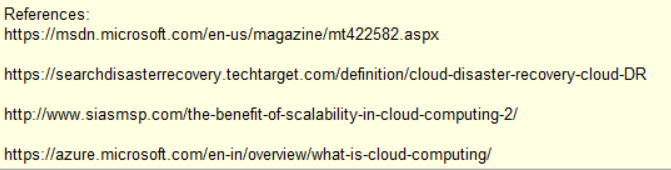 References:
https://msdn.microsoft.com/en-us/magazine/mt422582.aspx
https://searchdisasterrecovery.techtarget.com/definition/cloud-disaster-recovery-cloud-DR
http://www.siasmsp.com/the-benefit-of-scalability-in-cloud-computing-2/
https://azure.microsoft.com/en-in/overview/what-is-cloud-computing/